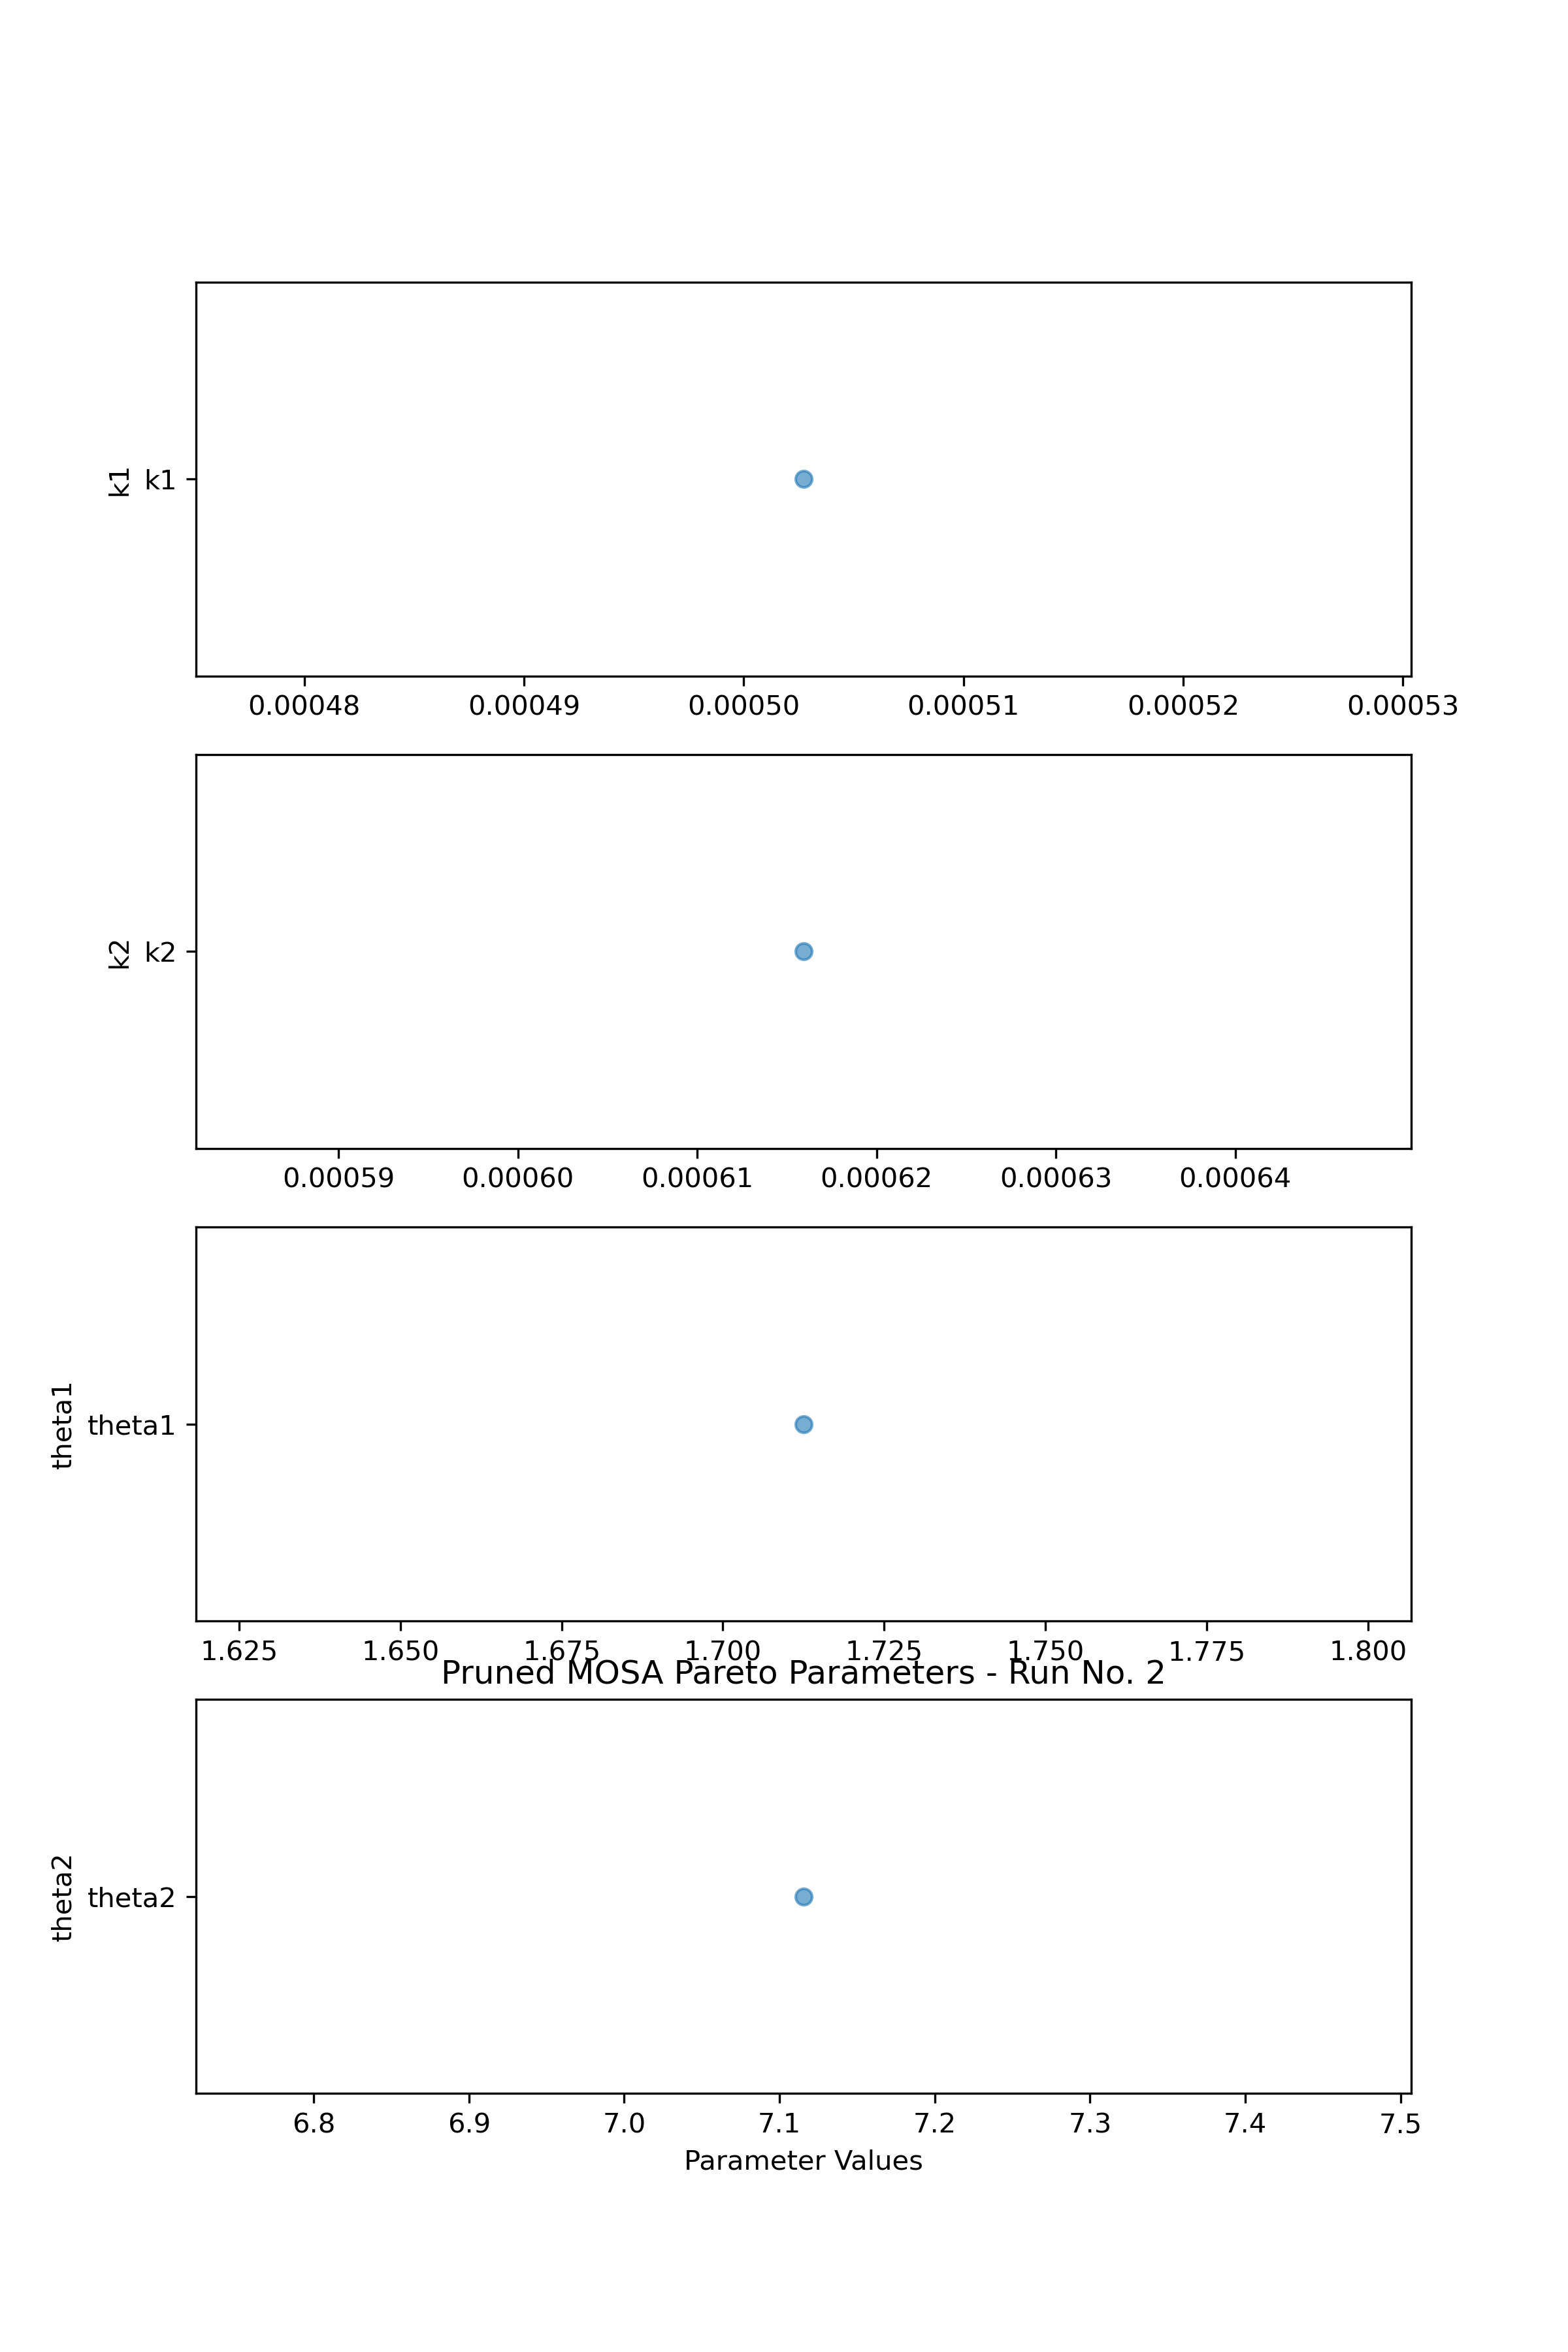 k1 k1
0.00048 0.00049 0.00050 0.00051 0.00052 0.00053
k2 k2
0.00059 0.00060 0.00061 0.00062 0.00063 0.00064
theta1 theta1
1.625 1.650 1.675 1.700 1.725 1.750 1.775 1.800
Pruned MOSA Pareto Parameters - Run No. 2
theta2 theta2
6.8 6.9 7.0 7.1 7.2 7.3 7.4 7.5
Parameter Values